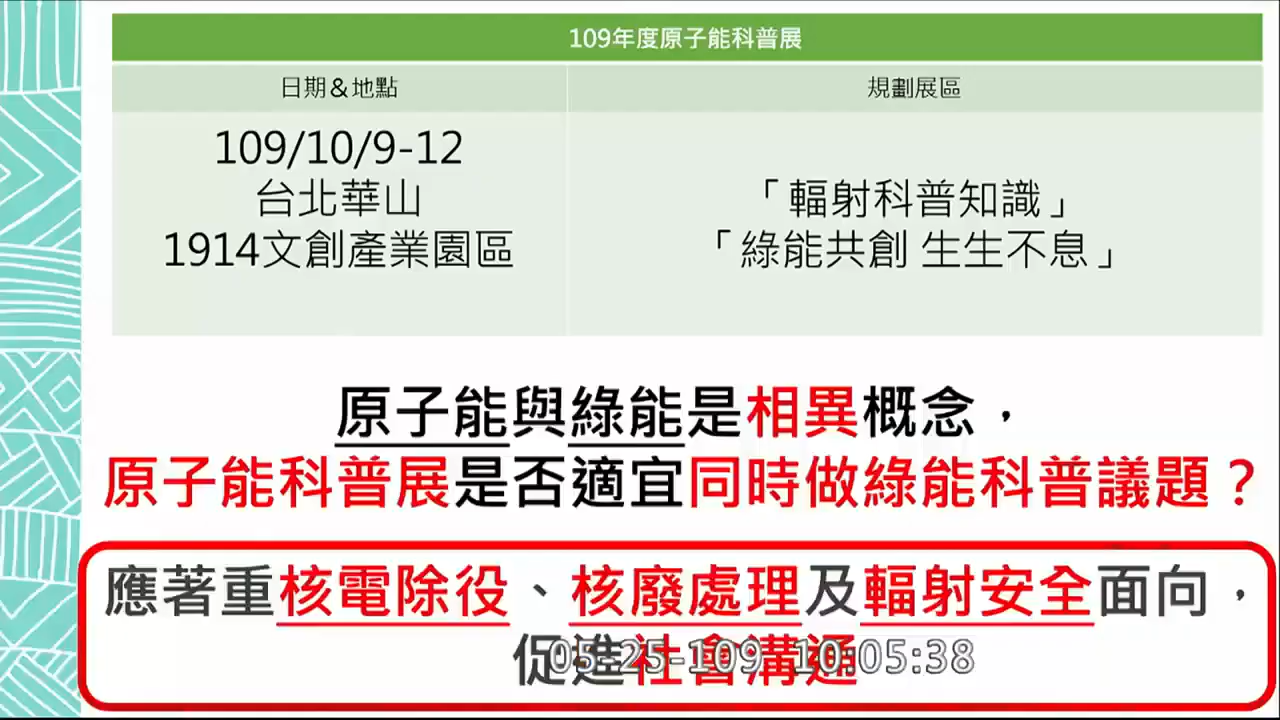 109年度原子能科普展
日期&地點
規劃展區
109/10/9-12
台北華山
1914文創產業園區
「輻射科普知識」
「綠能共創 生生不息」
原子能與綠能是相異概念，
原子能科普展是否適宜同時做綠能科普議題？
應著重核電除役、核廢處理及輻射安全面向，
促進社會溝通
05-25-109 10:05:38